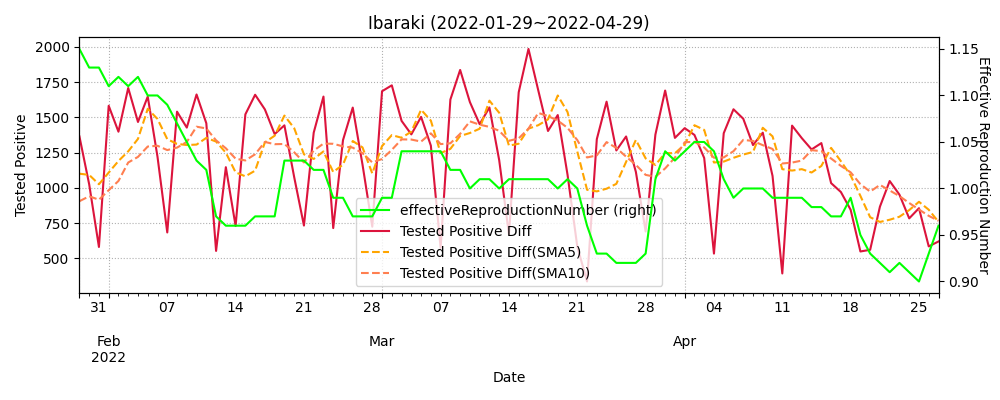 Ibaraki (2022-01-29~2022-04-29)
Tested Positive
2000
1750
1500
1250
1000
750
500
1.15
1.10
1.05
1.00
0.95
0.90
Effective Reproduction Number
effectiveReproductionNumber (right)
Tested Positive Diff
Tested Positive Diff(SMA5)
Tested Positive Diff(SMA10)
31 07 14 21 28 07 14 21 28 04 11 18 25
Feb Mar Apr
2022
Date